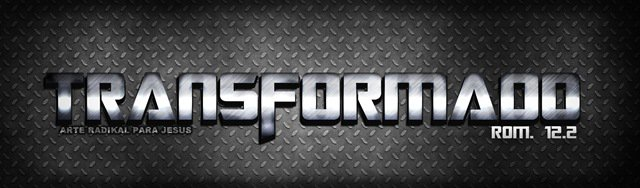 TRANSFORMADO
ARTE RADIKAL PARA JESUS
ROM. 12.2